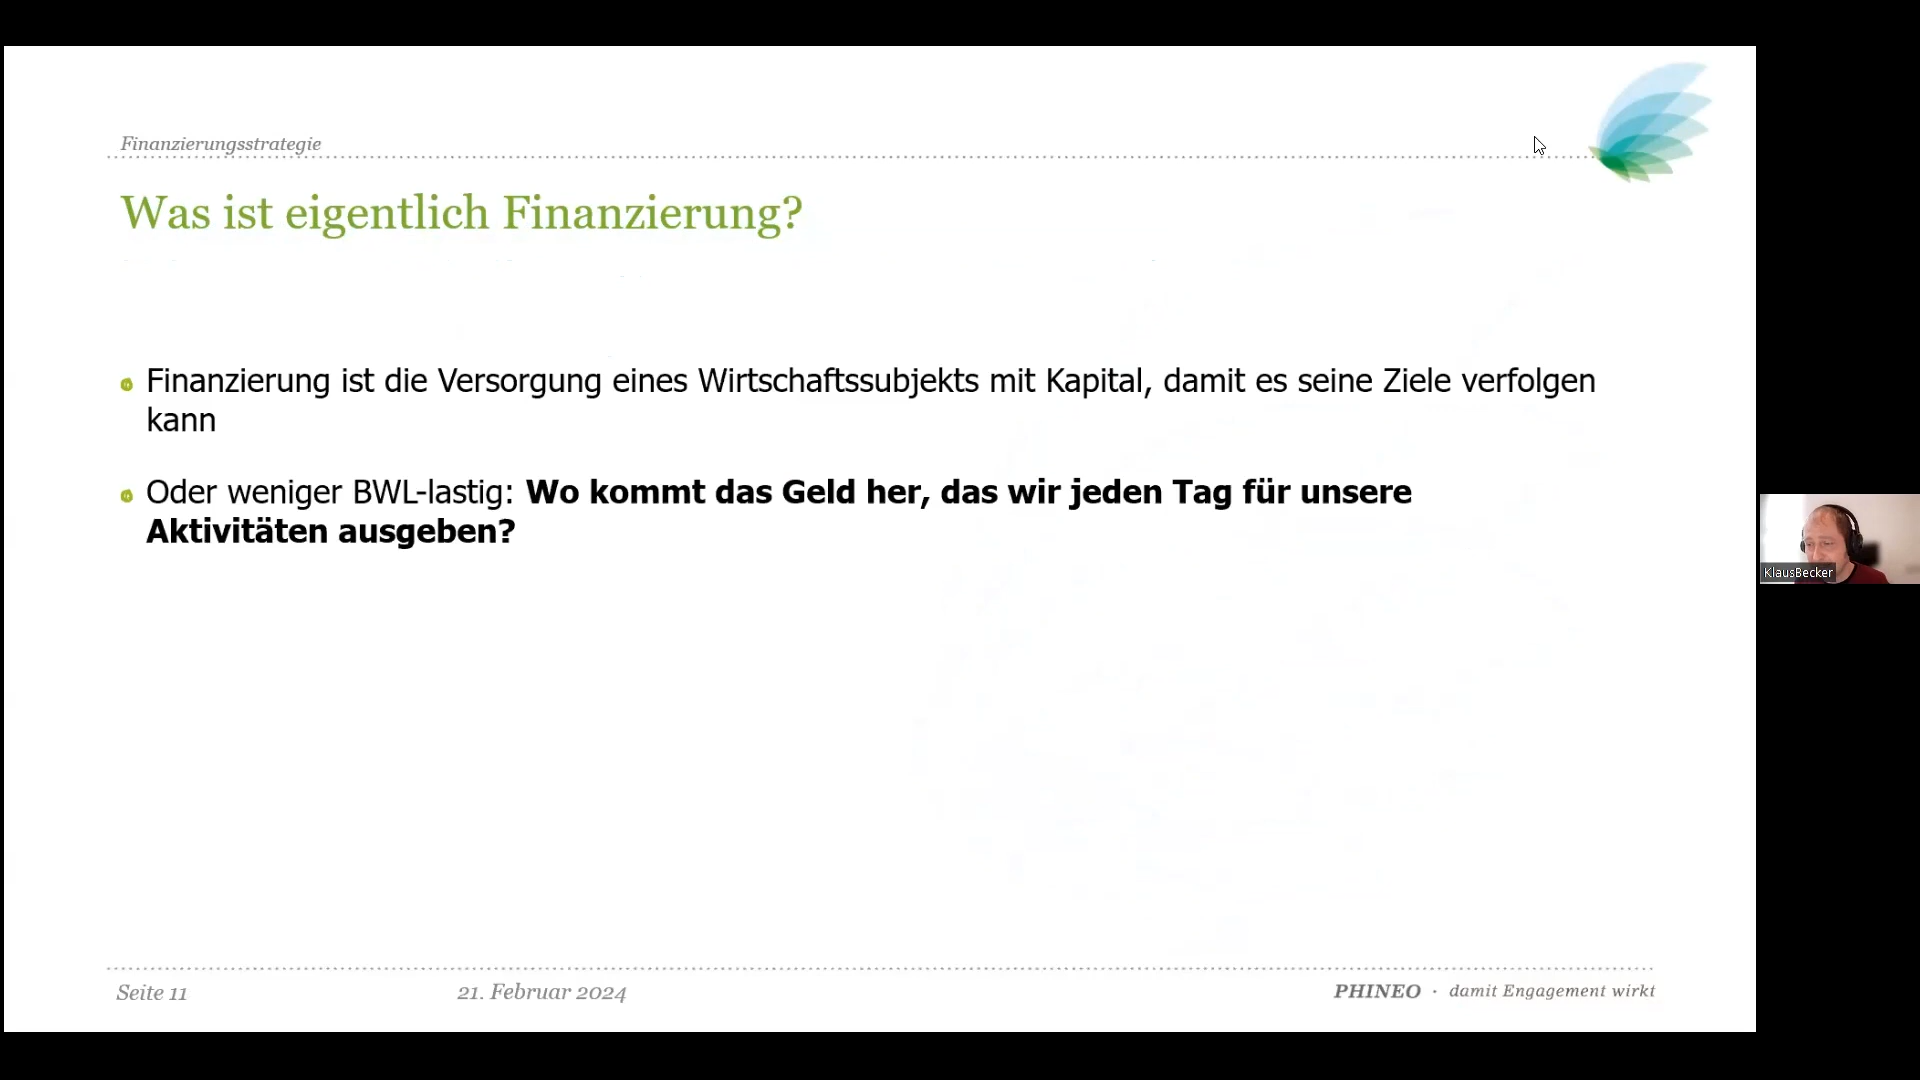 Finanzierungsstrategie
Was ist eigentlich Finanzierung?
Finanzierung ist die Versorgung eines Wirtschaftssubjekts mit Kapital, damit es seine Ziele verfolgen
kann
Oder weniger BWL-lastig: Wo kommt das Geld her, das wir jeden Tag für unsere
Aktivitäten ausgeben?
KlausBecker
Seite 11
21. Februar 2024
PHINEO · damit Engagement wirkt